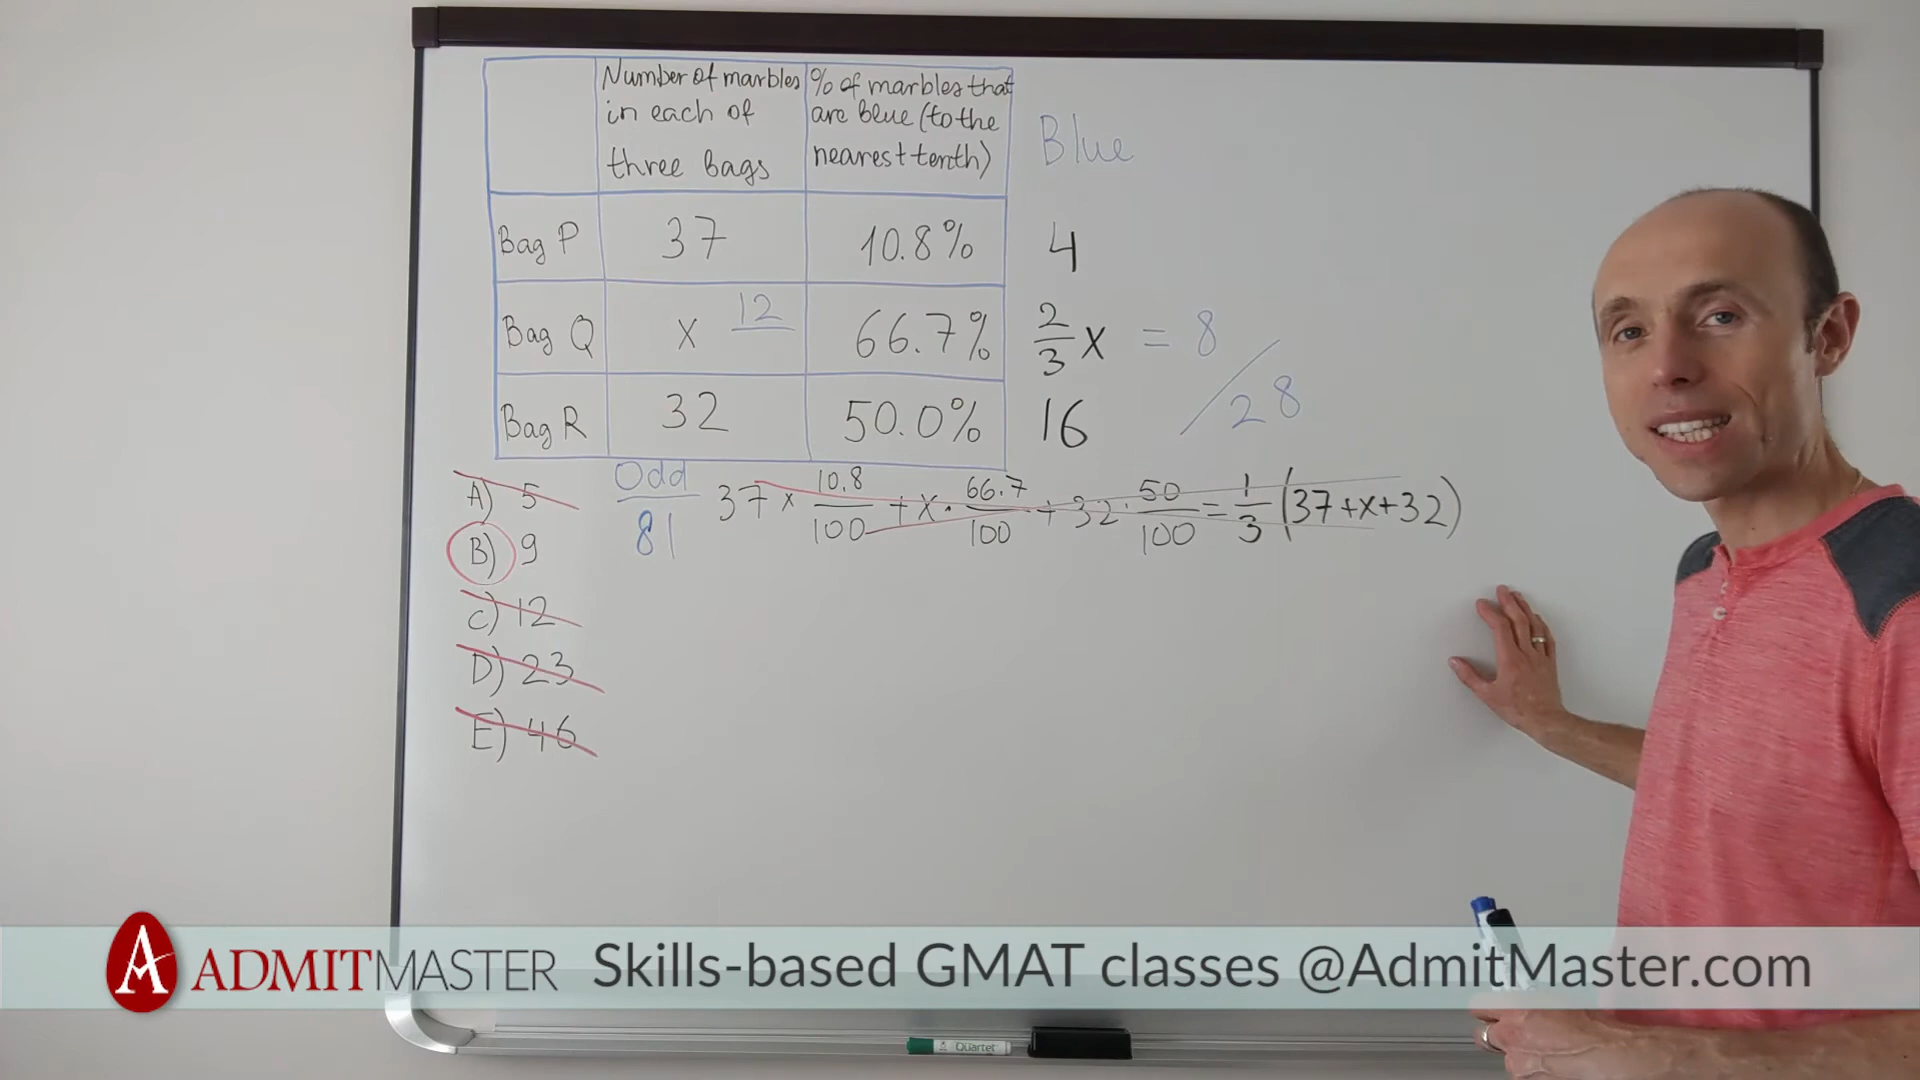 Number of marbles in each of three bags
% of marbles that are blue (to the nearest tenth)
Blue
Bag P 37 10.8% 4
Bag Q x 12 66.7% 2/3 x = 8
Bag R 32 50.0% 16 / 28
Odd
81
37 x 10.8/100 + x · 66.7/100 + 32 · 50/100 = 1/3 (37+x+32)
A) 5
B) 9
C) 12
D) 23
E) 46
A ADMITMASTER Skills-based GMAT classes @AdmitMaster.com
Quartet